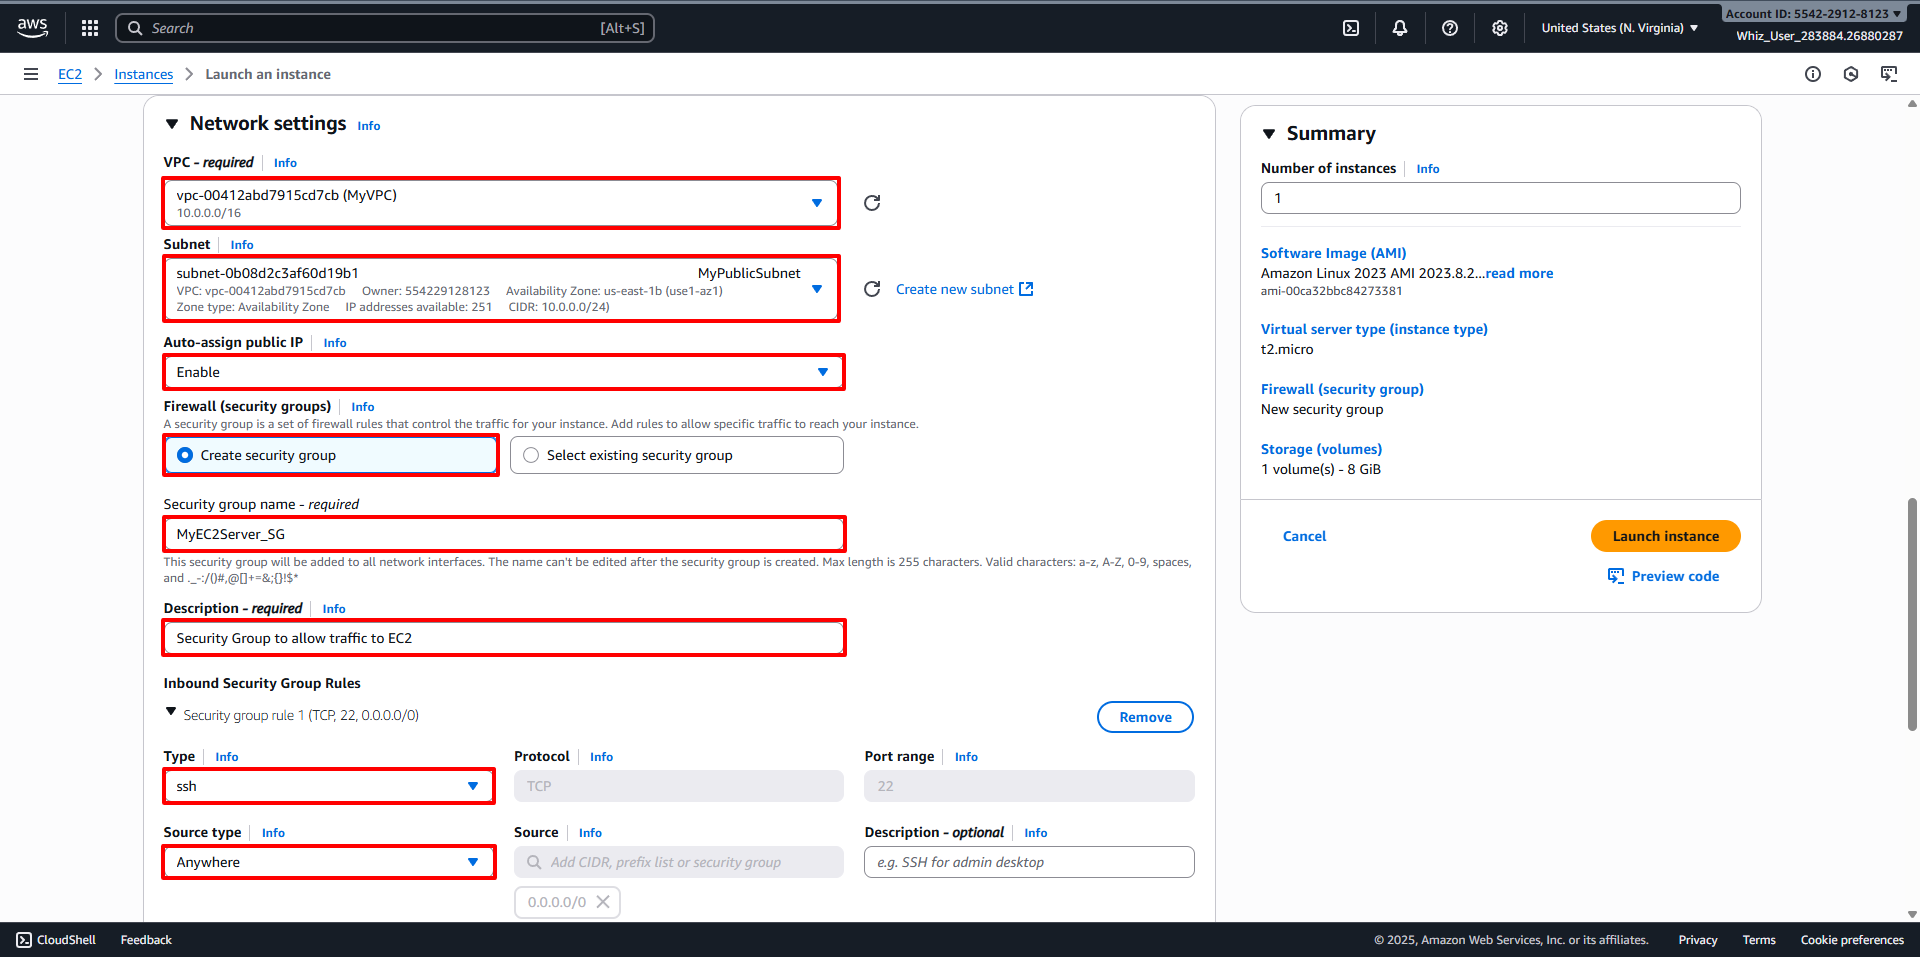 aws
Search [Alt+S]
United States (N. Virginia)
Account ID: 5542-2912-8123
Whiz_User_283884.26880287
EC2 Instances Launch an instance
Network settings Info
VPC - required Info
vpc-00412abd7915cd7cb (MyVPC)
10.0.0.0/16
Subnet Info
subnet-0b08d2c3af60d19b1 MyPublicSubnet
VPC: vpc-00412abd7915cd7cb Owner: 554229128123 Availability Zone: us-east-1b (use1-az1)
Zone type: Availability Zone IP addresses available: 251 CIDR: 10.0.0.0/24)
Create new subnet
Auto-assign public IP Info
Enable
Firewall (security groups) Info
A security group is a set of firewall rules that control the traffic for your instance. Add rules to allow specific traffic to reach your instance.
Create security group Select existing security group
Security group name - required
MyEC2Server_SG
This security group will be added to all network interfaces. The name can't be edited after the security group is created. Max length is 255 characters. Valid characters: a-z, A-Z, 0-9, spaces,
and ._-:/()#,@[]+=&;{}!$*
Description - required Info
Security Group to allow traffic to EC2
Inbound Security Group Rules
Security group rule 1 (TCP, 22, 0.0.0.0/0)
Remove
Type Info Protocol Info Port range Info
ssh TCP 22
Source type Info Source Info Description - optional Info
Anywhere Add CIDR, prefix list or security group e.g. SSH for admin desktop
0.0.0.0/0
Summary
Number of instances Info
1
Software Image (AMI)
Amazon Linux 2023 AMI 2023.8.2...read more
ami-00ca32bbc84273381
Virtual server type (instance type)
t2.micro
Firewall (security group)
New security group
Storage (volumes)
1 volume(s) - 8 GiB
Cancel Launch instance
Preview code
CloudShell Feedback © 2025, Amazon Web Services, Inc. or its affiliates. Privacy Terms Cookie preferences